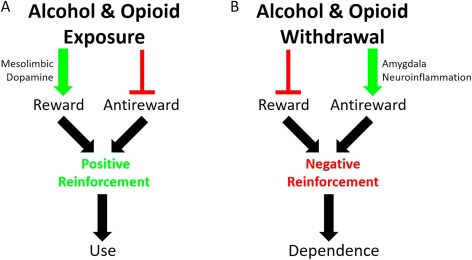 A
Alcohol & Opioid
Exposure
Mesolimbic
Dopamine
Reward
Antireward
Positive
Reinforcement
Use
B
Alcohol & Opioid
Withdrawal
Amygdala
Neuroinflammation
Reward
Antireward
Negative
Reinforcement
Dependence